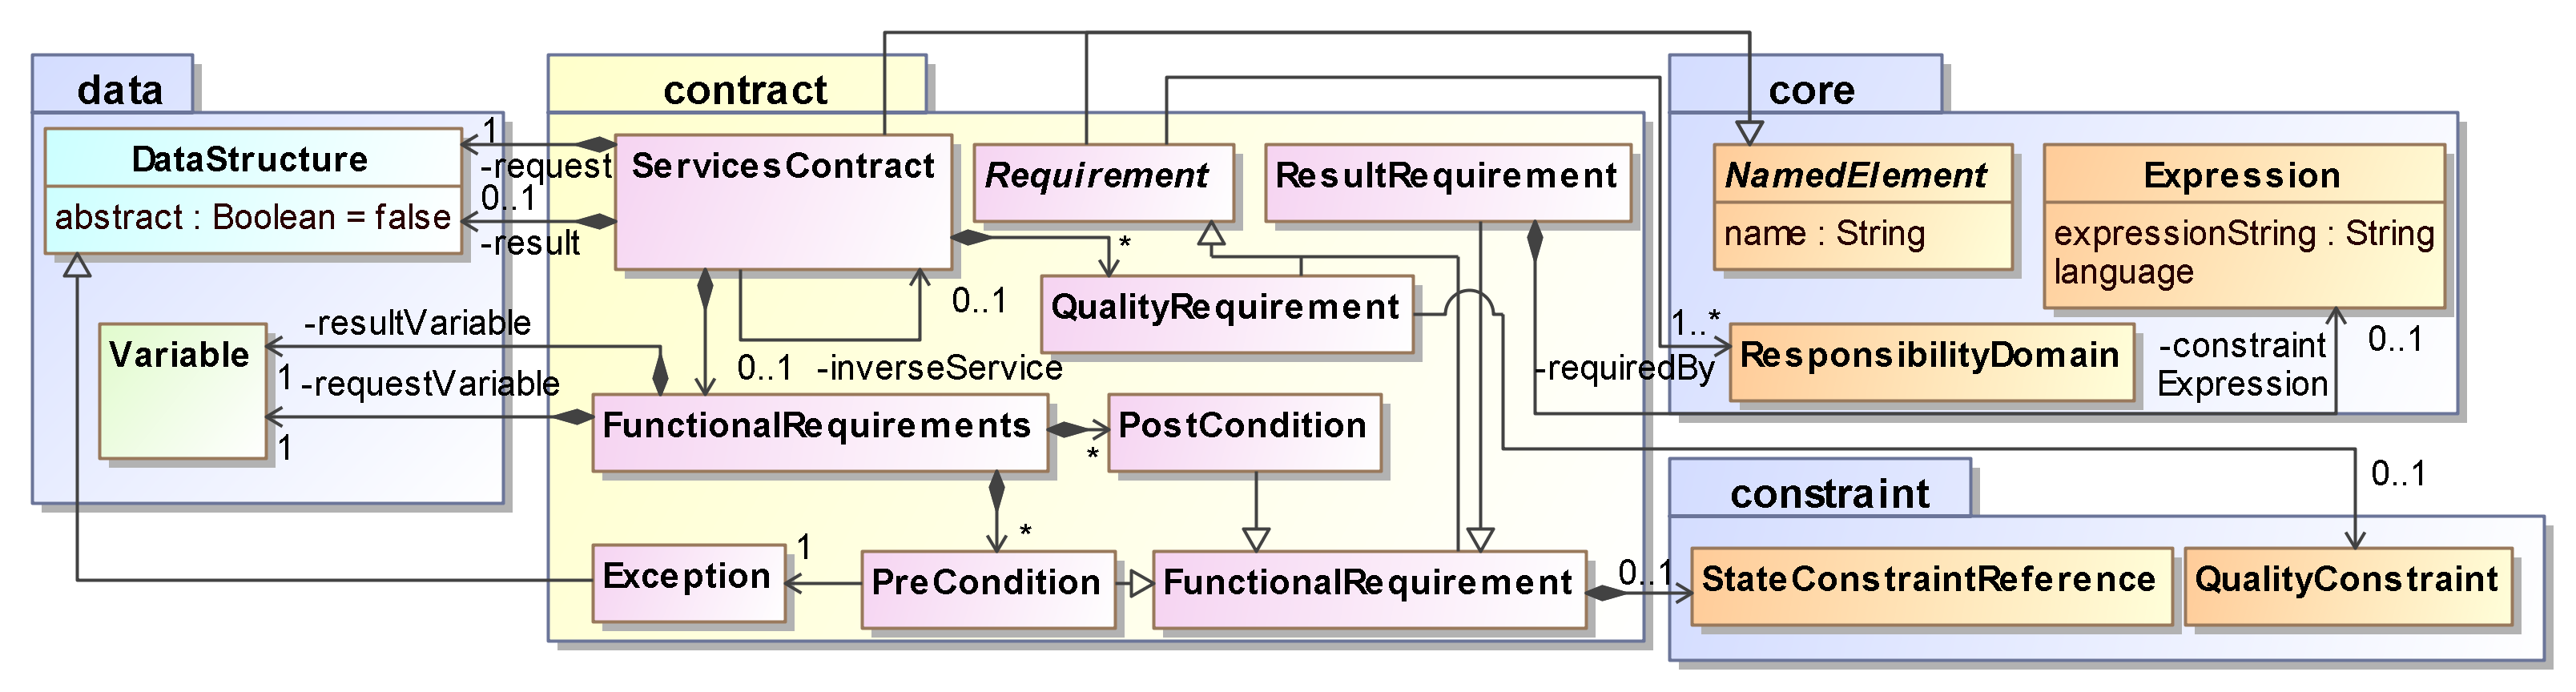 data
contract
core
DataStructure
abstract : Boolean = false
1
-request
0..1
-result
ServicesContract
Requirement
ResultRequirement
NamedElement
name : String
Expression
expressionString : String
language
*
QualityRequirement
0..1
0..1
-inverseService
Variable
-resultVariable
1
-requestVariable
1
1..*
-requiredBy
ResponsibilityDomain
-constraint
Expression
0..1
FunctionalRequirements
*
PostCondition
*
Exception
1
PreCondition
FunctionalRequirement
0..1
constraint
0..1
StateConstraintReference
QualityConstraint